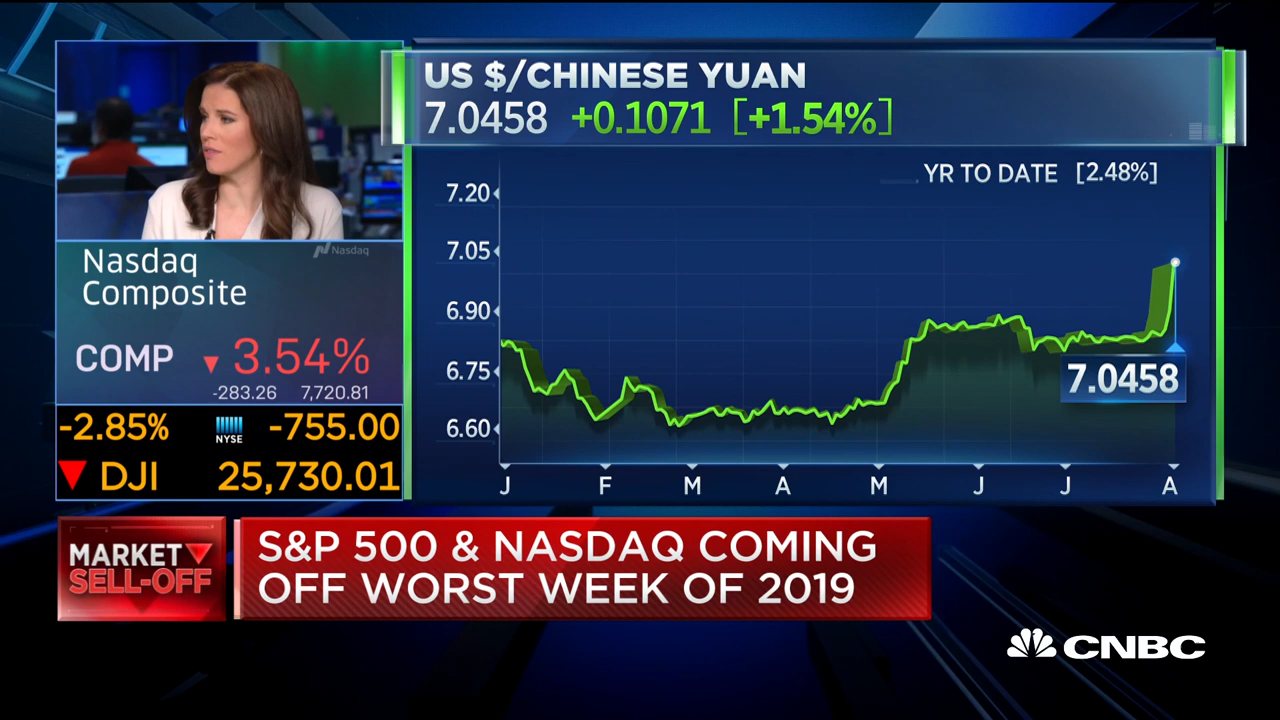 US $/CHINESE YUAN
7.0458 +0.1071 [+1.54%]
YR TO DATE [2.48%]
7.20
7.05
6.90
6.75
6.60
7.0458
J F M A M J J A
Nasdaq
Nasdaq
Composite
COMP ▼ 3.54%
-283.26 7,720.81
-2.85% NYSE -755.00
▼ DJI 25,730.01
MARKET
SELL-OFF
S&P 500 & NASDAQ COMING
OFF WORST WEEK OF 2019
CNBC